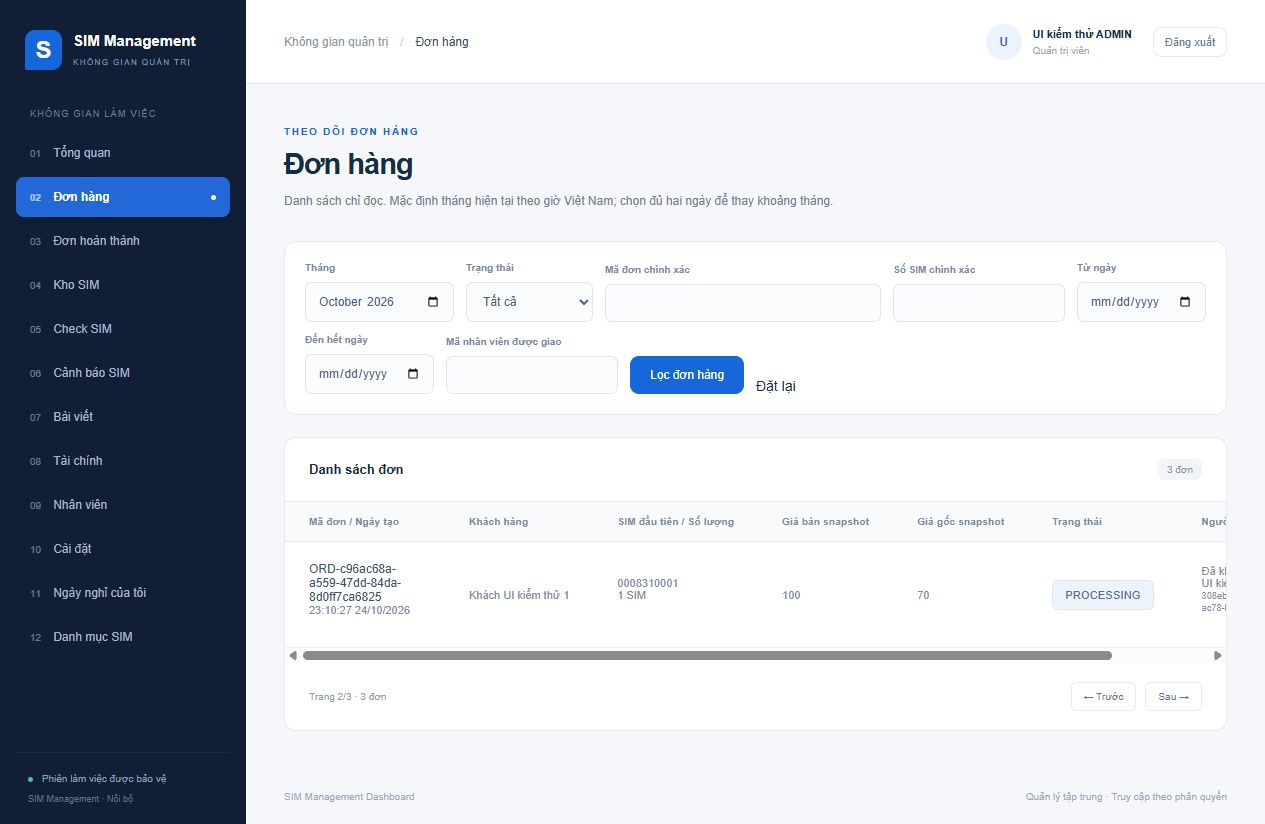 S
SIM Management
KHÔNG GIAN QUẢN TRỊ
KHÔNG GIAN LÀM VIỆC
01 Tổng quan
02 Đơn hàng
03 Đơn hoàn thành
04 Kho SIM
05 Check SIM
06 Cảnh báo SIM
07 Bài viết
08 Tài chính
09 Nhân viên
10 Cài đặt
11 Ngày nghỉ của tôi
12 Danh mục SIM
Phiên làm việc được bảo vệ
SIM Management · Nội bộ
Không gian quản trị / Đơn hàng
U
UI kiểm thử ADMIN
Quản trị viên
Đăng xuất
THEO DÕI ĐƠN HÀNG
Đơn hàng
Danh sách chỉ đọc. Mặc định tháng hiện tại theo giờ Việt Nam; chọn đủ hai ngày để thay khoảng tháng.
Tháng
October 2026
Trạng thái
Tất cả
Mã đơn chính xác
Số SIM chính xác
Từ ngày
mm/dd/yyyy
Đến hết ngày
mm/dd/yyyy
Mã nhân viên được giao
Lọc đơn hàng
Đặt lại
Danh sách đơn
3 đơn
Mã đơn / Ngày tạo
Khách hàng
SIM đầu tiên / Số lượng
Giá bán snapshot
Giá gốc snapshot
Trạng thái
ORD-c96ac68a-
a559-47dd-84da-
8d0ff7ca6825
23:10:27 24/10/2026
Khách UI kiểm thử 1
0008310001
1 SIM
100
70
PROCESSING
Đã
UI
308eb
ac78-
Trang 2/3 · 3 đơn
← Trước
Sau →
SIM Management Dashboard
Quản lý tập trung · Truy cập theo phân quyền